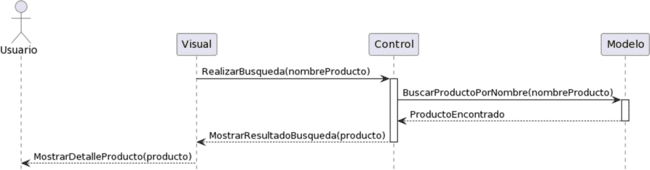 Usuario
Visual
Control
Modelo
RealizarBusqueda(nombreProducto)
BuscarProductoPorNombre(nombreProducto)
ProductoEncontrado
MostrarResultadoBusqueda(producto)
MostrarDetalleProducto(producto)